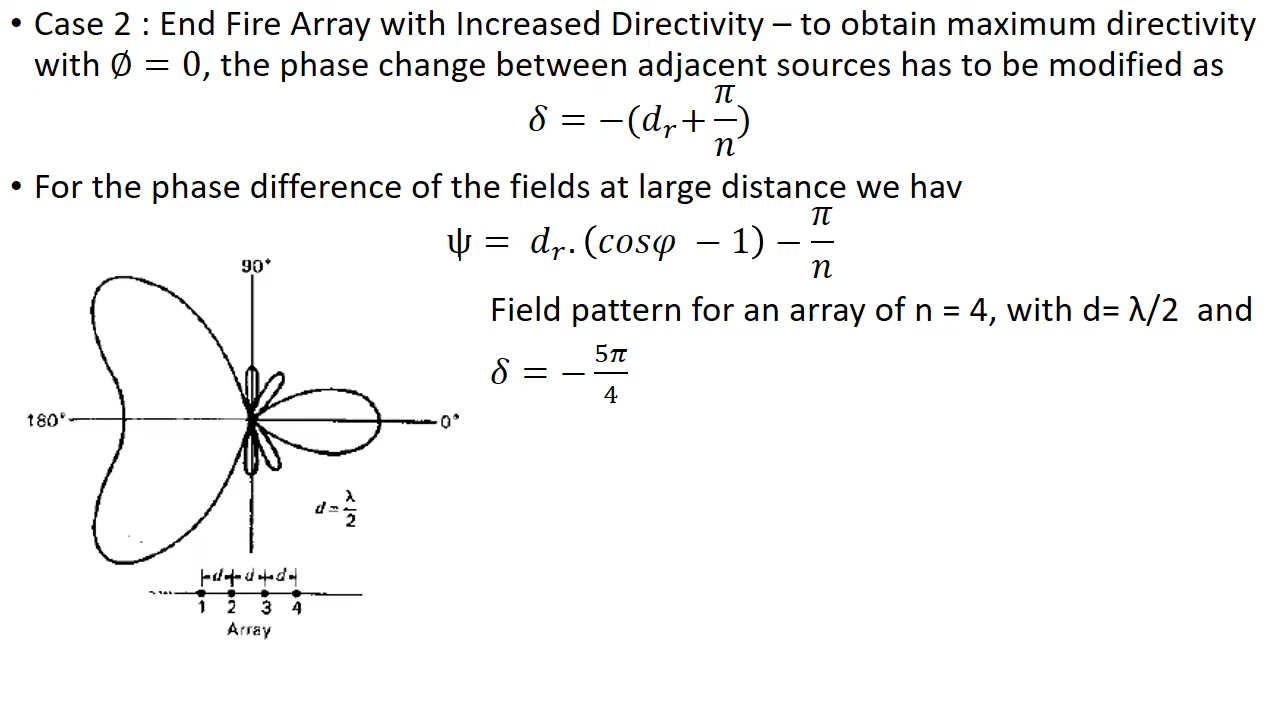 • Case 2 : End Fire Array with Increased Directivity – to obtain maximum directivity
with ∅ = 0, the phase change between adjacent sources has to be modified as
δ = −(dᵣ + π/n)
• For the phase difference of the fields at large distance we hav
ψ = dᵣ. (cosφ − 1) − π/n
90°
Field pattern for an array of n = 4, with d= λ/2 and
δ = − 5π/4
180°
0°
d = λ/2
d d d
1 2 3 4
Array